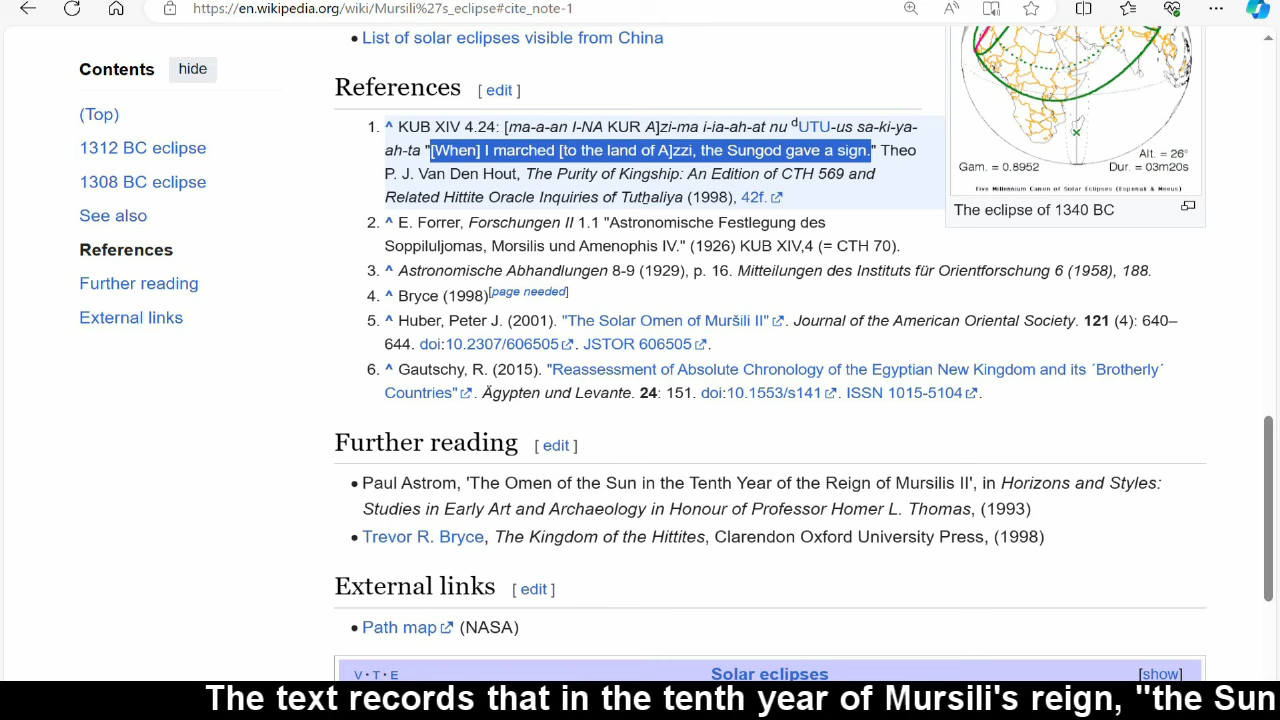 https://en.wikipedia.org/wiki/Mursili%27s_eclipse#cite_note-1
Contents hide
(Top)
1312 BC eclipse
1308 BC eclipse
See also
References
Further reading
External links
• List of solar eclipses visible from China
References [ edit ]
1. ^ KUB XIV 4.24: [ma-a-an I-NA KUR A]zi-ma i-ia-ah-at nu dUTU-us sa-ki-ya-
ah-ta "[When] I marched [to the land of A]zzi, the Sungod gave a sign." Theo
P. J. Van Den Hout, The Purity of Kingship: An Edition of CTH 569 and
Related Hittite Oracle Inquiries of Tutḫaliya (1998), 42f.
2. ^ E. Forrer, Forschungen II 1.1 "Astronomische Festlegung des
Soppiluljomas, Morsilis und Amenophis IV." (1926) KUB XIV,4 (= CTH 70).
3. ^ Astronomische Abhandlungen 8-9 (1929), p. 16. Mitteilungen des Instituts für Orientforschung 6 (1958), 188.
4. ^ Bryce (1998)[page needed]
5. ^ Huber, Peter J. (2001). "The Solar Omen of Muršili II". Journal of the American Oriental Society. 121 (4): 640–
644. doi:10.2307/606505. JSTOR 606505.
6. ^ Gautschy, R. (2015). "Reassessment of Absolute Chronology of the Egyptian New Kingdom and its ´Brotherly´
Countries". Ägypten und Levante. 24: 151. doi:10.1553/s141. ISSN 1015-5104.
Gam. = 0.8952
Alt. = 26°
Dur. = 03m20s
Five Millennium Canon of Solar Eclipses (Espenak & Meeus)
The eclipse of 1340 BC
Further reading [ edit ]
• Paul Astrom, 'The Omen of the Sun in the Tenth Year of the Reign of Mursilis II', in Horizons and Styles:
Studies in Early Art and Archaeology in Honour of Professor Homer L. Thomas, (1993)
• Trevor R. Bryce, The Kingdom of the Hittites, Clarendon Oxford University Press, (1998)
External links [ edit ]
• Path map (NASA)
V • T • E Solar eclipses [show]
The text records that in the tenth year of Mursili's reign, "the Sun